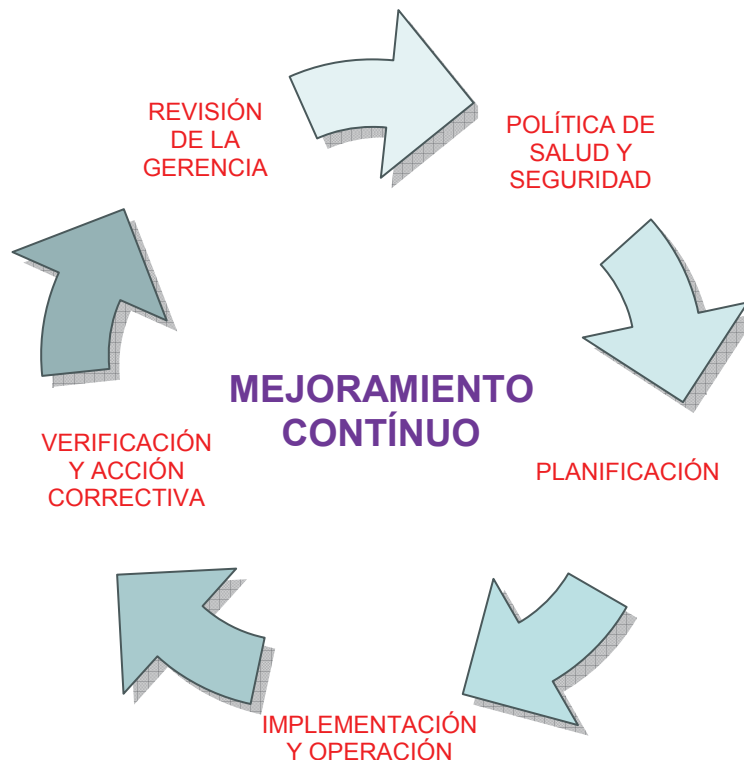 REVISIÓN
DE LA
GERENCIA
POLÍTICA DE
SALUD Y
SEGURIDAD
MEJORAMIENTO
CONTÍNUO
VERIFICACIÓN
Y ACCIÓN
CORRECTIVA
PLANIFICACIÓN
IMPLEMENTACIÓN
Y OPERACIÓN